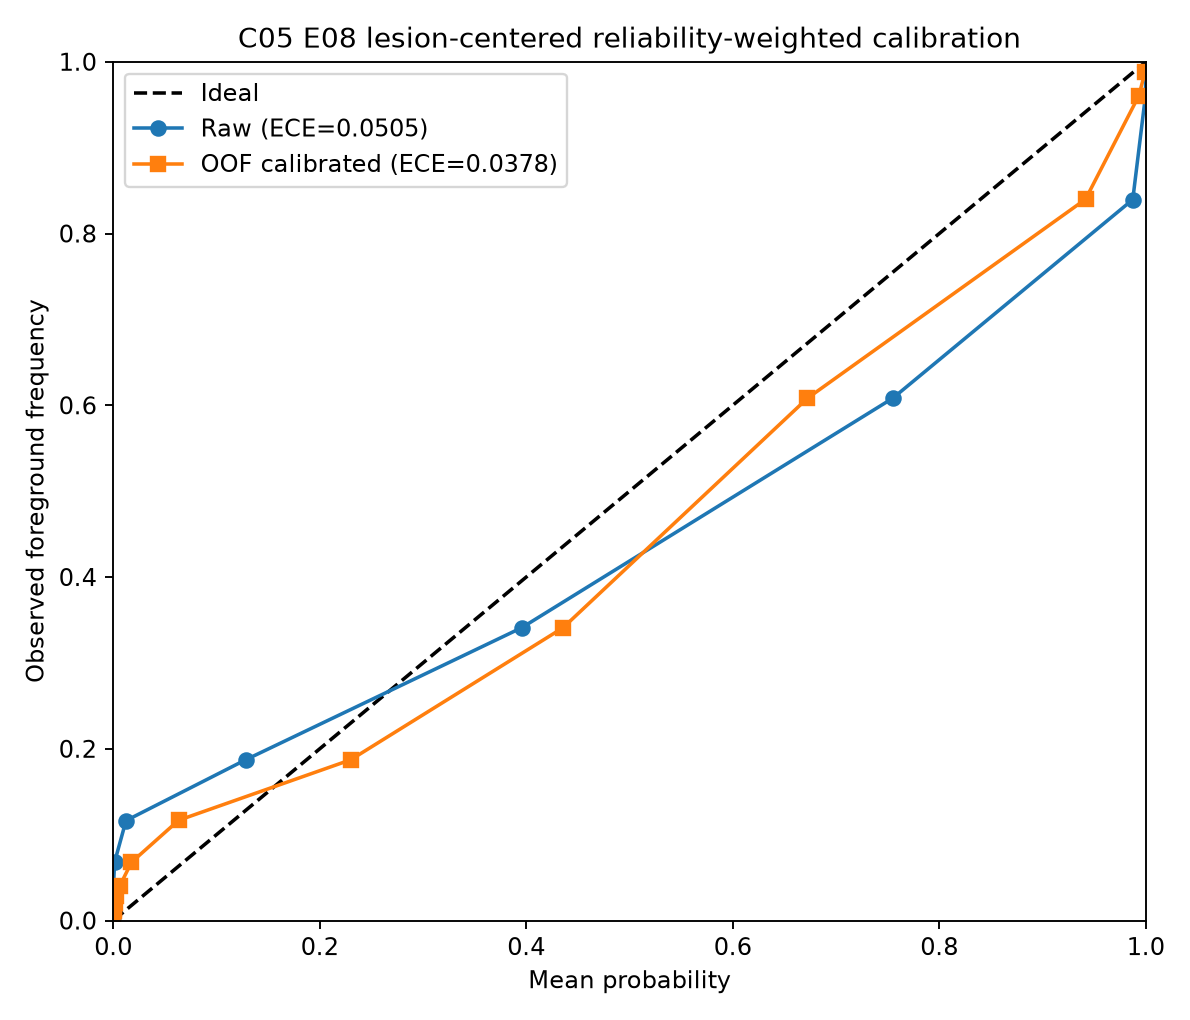 C05 E08 lesion-centered reliability-weighted calibration
Ideal
Raw (ECE=0.0505)
OOF calibrated (ECE=0.0378)
Observed foreground frequency
1.0
0.8
0.6
0.4
0.2
0.0
0.0 0.2 0.4 0.6 0.8 1.0
Mean probability